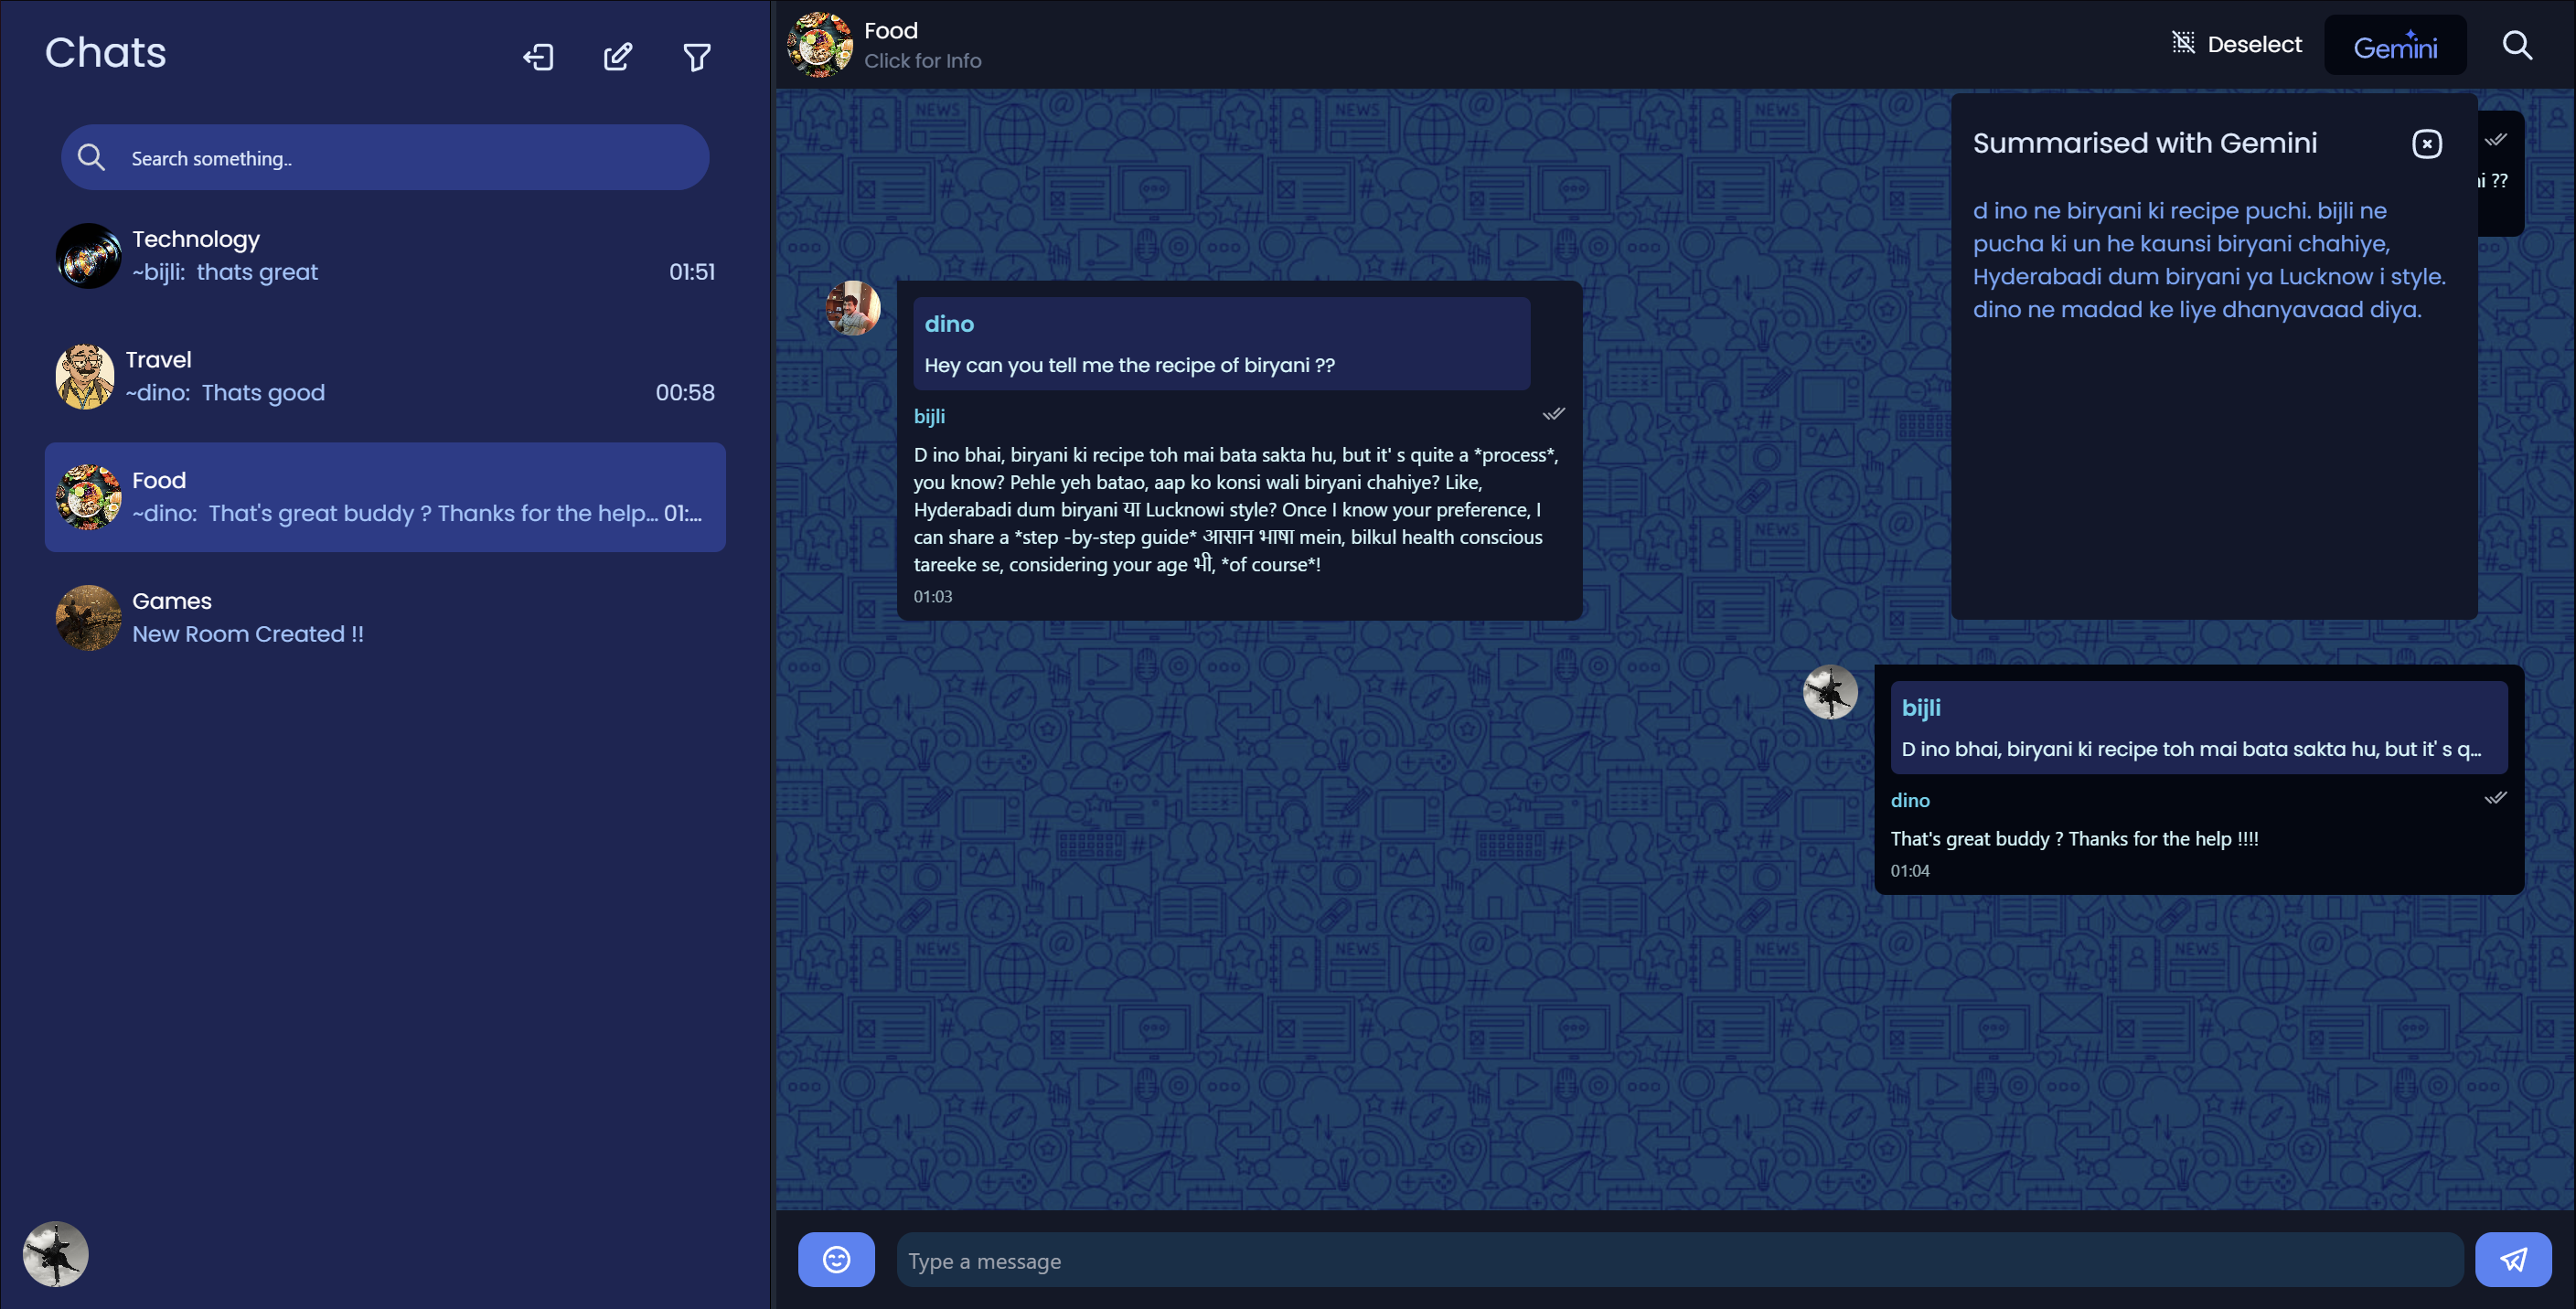 Chats
Search something..
Technology
~bijli: thats great 01:51
Travel
~dino: Thats good 00:58
Food
~dino: That's great buddy ? Thanks for the help... 01:...
Games
New Room Created !!
Food
Click for Info
Deselect
Gemini
Summarised with Gemini
d ino ne biryani ki recipe puchi. bijli ne
pucha ki un he kaunsi biryani chahiye,
Hyderabadi dum biryani ya Lucknow i style.
dino ne madad ke liye dhanyavaad diya.
??
dino
Hey can you tell me the recipe of biryani ??
bijli
D ino bhai, biryani ki recipe toh mai bata sakta hu, but it' s quite a *process*,
you know? Pehle yeh batao, aap ko konsi wali biryani chahiye? Like,
Hyderabadi dum biryani या Lucknowi style? Once I know your preference, I
can share a *step -by-step guide* आसान भाषा mein, bilkul health conscious
tareeke se, considering your age भी, *of course*!
01:03
bijli
D ino bhai, biryani ki recipe toh mai bata sakta hu, but it' s q...
dino
That's great buddy ? Thanks for the help !!!!
01:04
Type a message